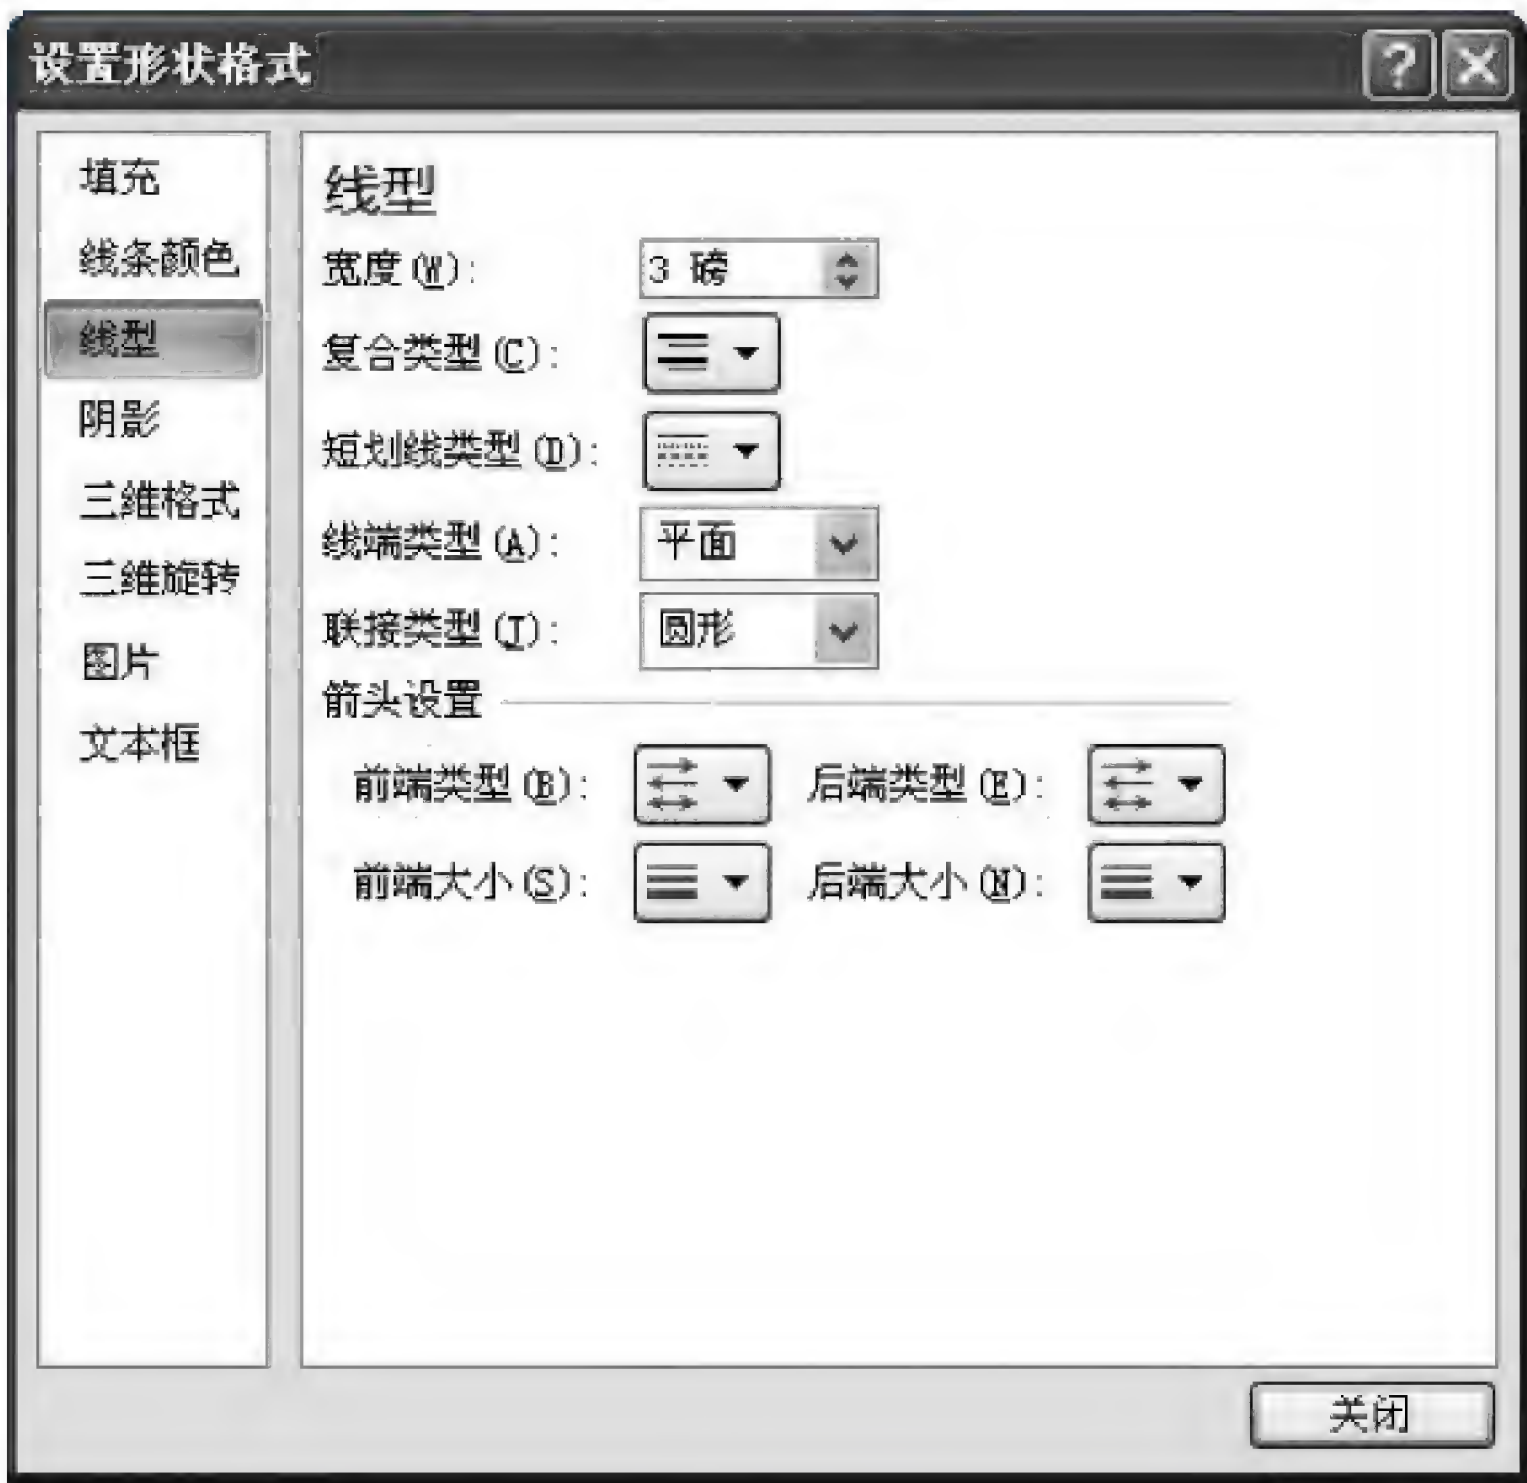 设置形状格式
填充
线条颜色
线型
阴影
三维格式
三维旋转
图片
文本框
线型
宽度(W): 3 磅
复合类型(C):
短划线类型(D):
线端类型(A): 平面
联接类型(J): 圆形
箭头设置
前端类型(B): 后端类型(E):
前端大小(S): 后端大小(N):
关闭